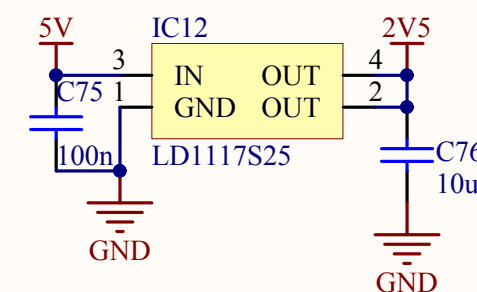 5V
IC12
2V5
3
IN
OUT
4
C75
1
GND
OUT
2
100n
LD1117S25
C76
10u
GND
GND